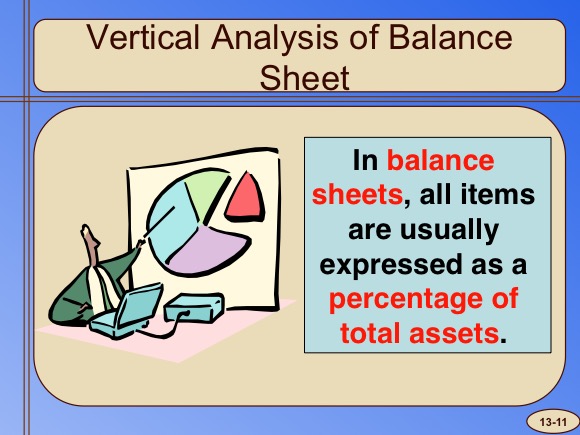 Vertical Analysis of Balance
Sheet
In balance
sheets, all items
are usually
expressed as a
percentage of
total assets.
13-11